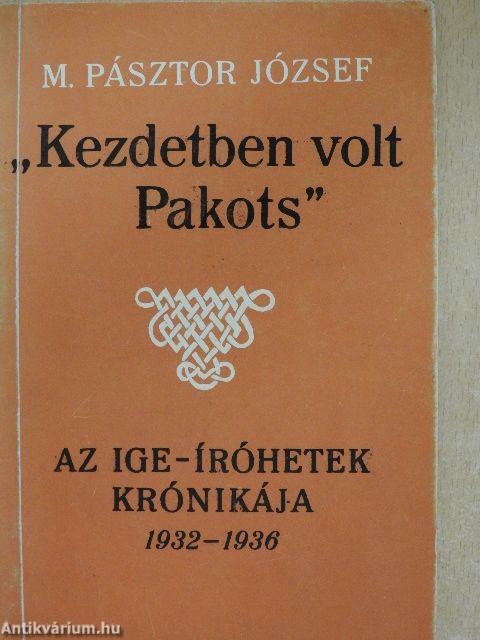 M. PÁSZTOR JÓZSEF
„Kezdetben volt
Pakots”
AZ IGE-ÍRÓHETEK
KRÓNIKÁJA
1932–1936
Antikvárium.hu